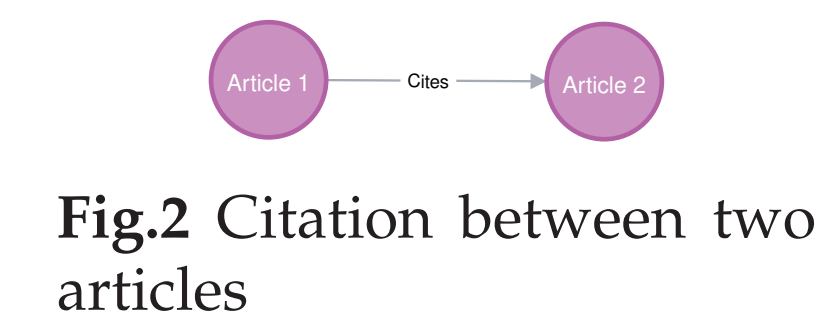 Article 1 Cites Article 2
Fig.2 Citation between two
articles